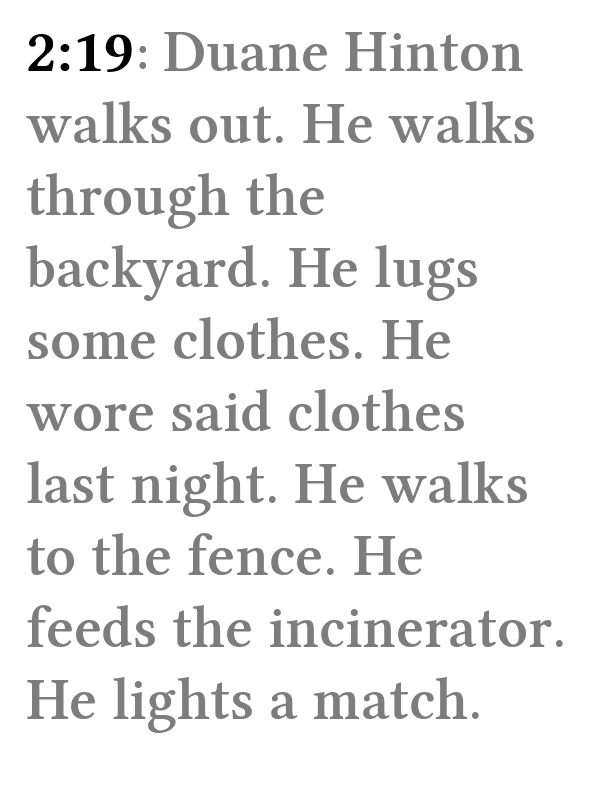 2:19: Duane Hinton
walks out. He walks
through the
backyard. He lugs
some clothes. He
wore said clothes
last night. He walks
to the fence. He
feeds the incinerator.
He lights a match.